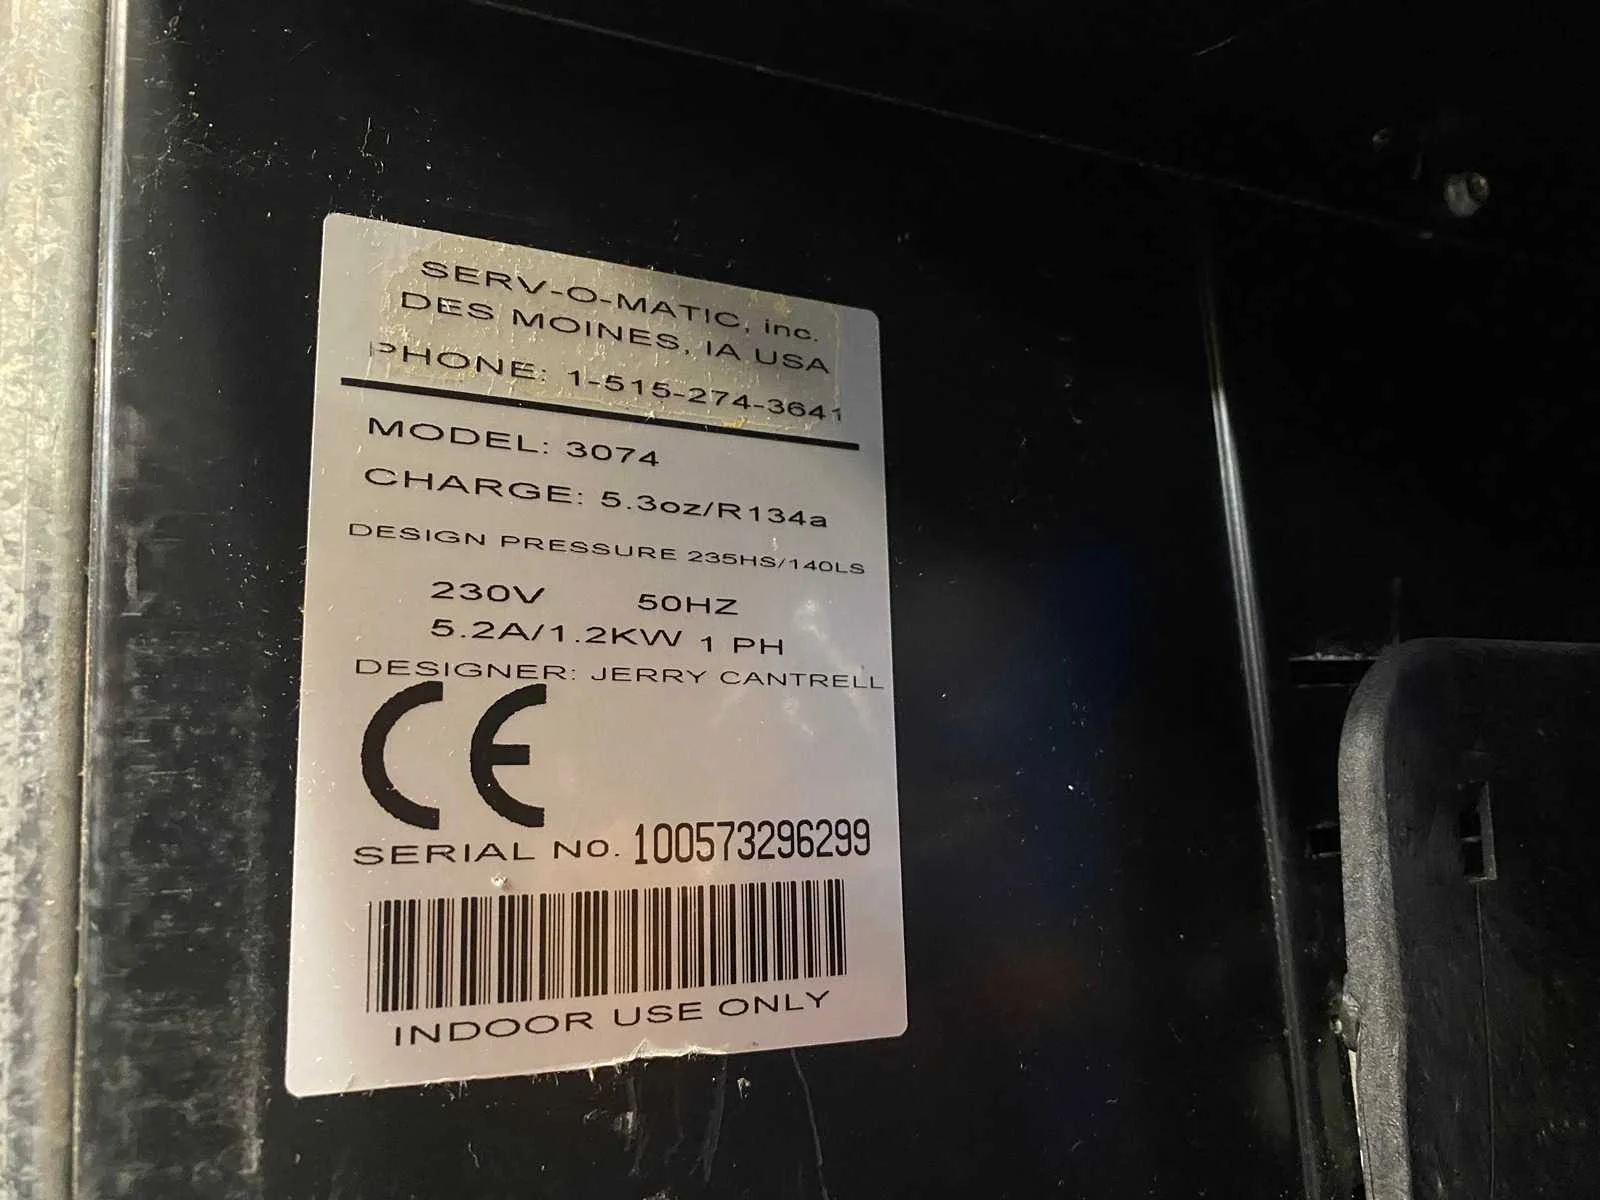 SERV-O-MATIC, inc.
DES MOINES, IA USA
PHONE: 1-515-274-3641
MODEL: 3074
CHARGE: 5.3oz/R134a
DESIGN PRESSURE 235HS/140LS
230V 50HZ
5.2A/1.2KW 1 PH
DESIGNER: JERRY CANTRELL
CE
SERIAL No. 100573296299
INDOOR USE ONLY